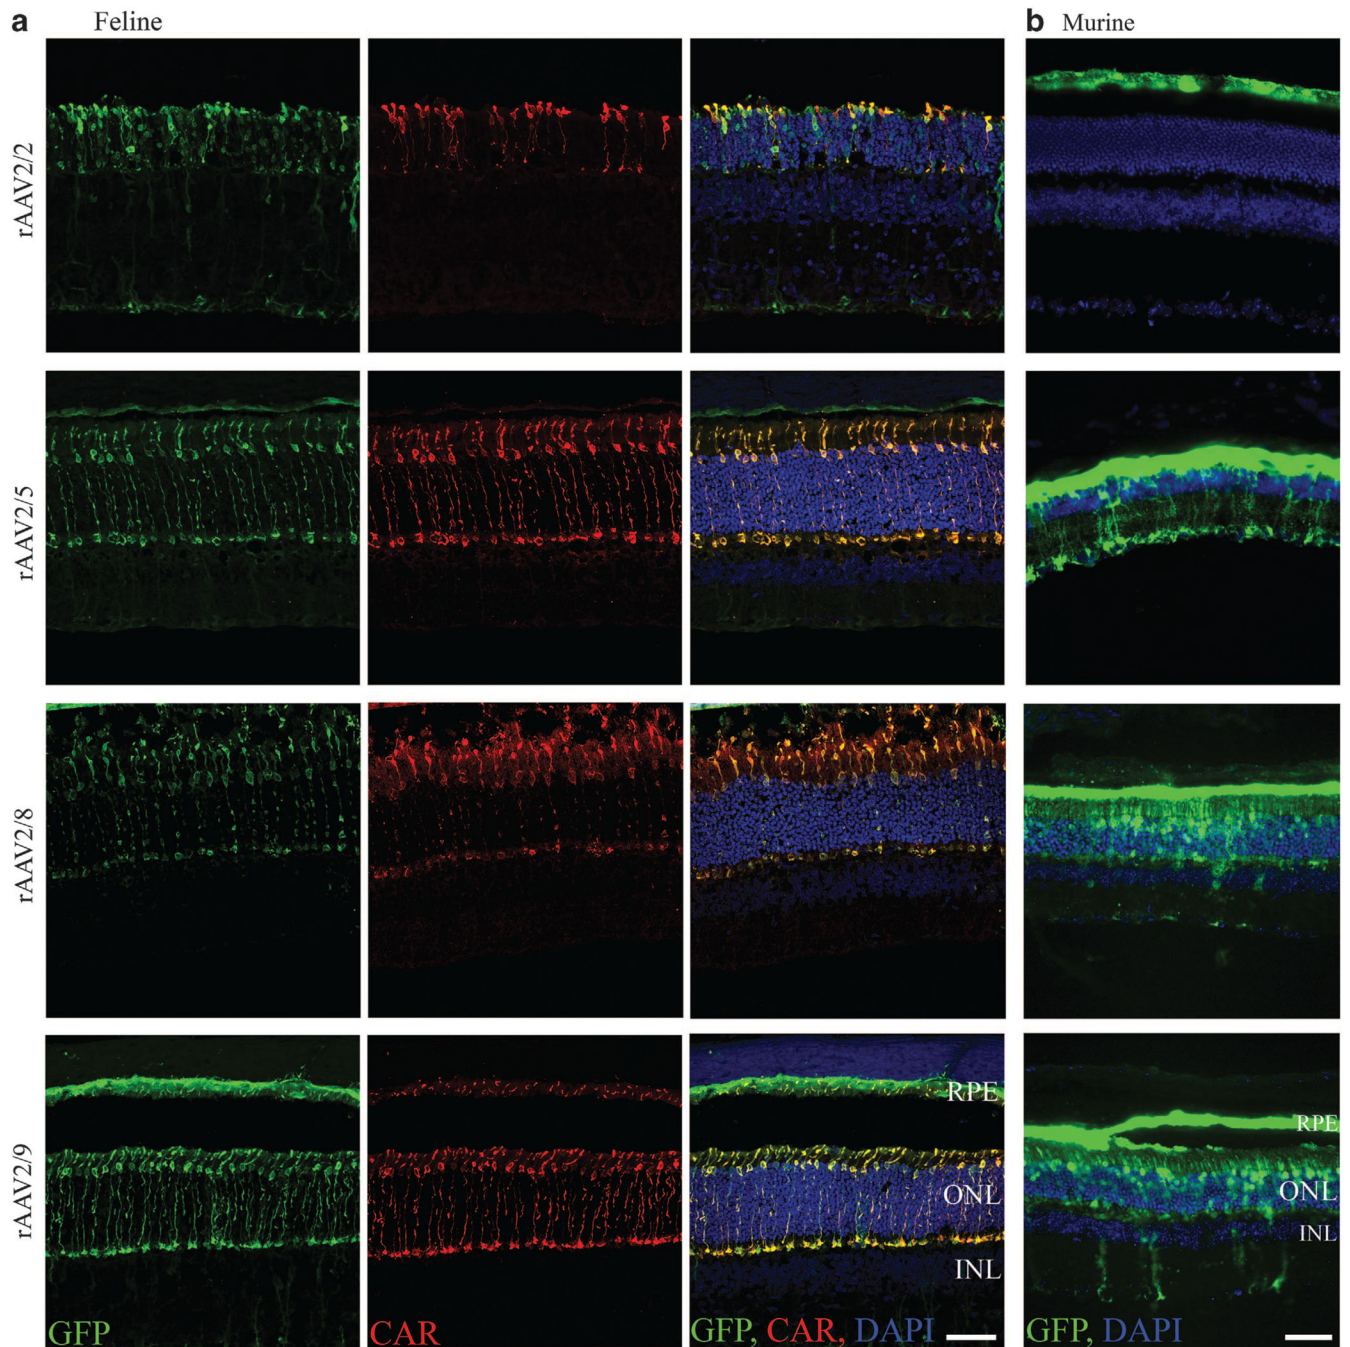 a Feline
b Murine
rAAV2/2
rAAV2/5
rAAV2/8
rAAV2/9
RPE
ONL
INL
RPE
ONL
INL
GFP
CAR
GFP, CAR, DAPI
GFP, DAPI